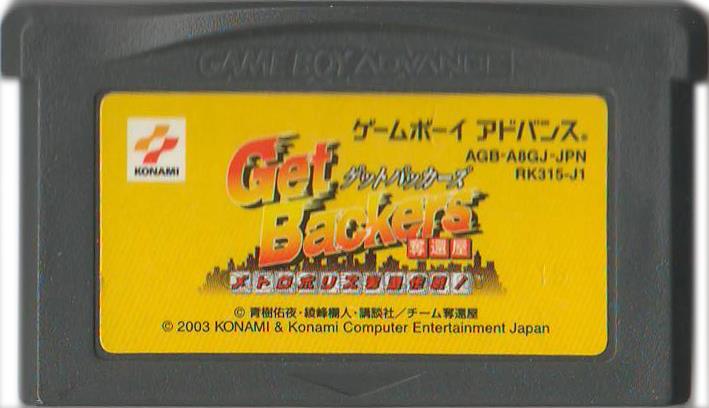 GAME BOY ADVANCE
KONAMI
ゲームボーイ アドバンス®
AGB-A8GJ-JPN
RK315-J1
Get
ゲットバッカーズ
Backers
奪還屋
メトロポリス奪還作戦!
© 青樹佑夜・綾峰欄人・講談社/チーム奪還屋
© 2003 KONAMI & Konami Computer Entertainment Japan